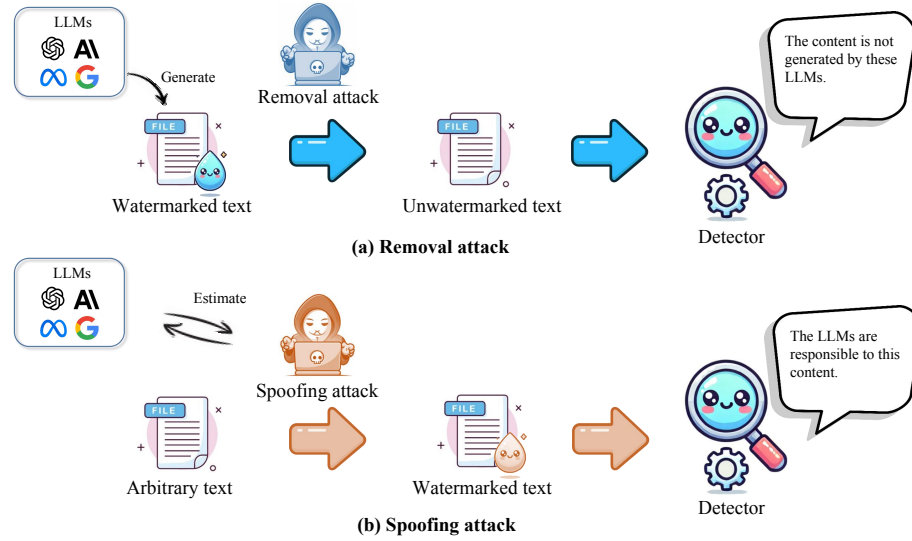 LLMs
Generate
Removal attack
The content is not
generated by these
LLMs.
FILE
FILE
Watermarked text
Unwatermarked text
Detector
(a) Removal attack
LLMs
Estimate
Spoofing attack
The LLMs are
responsible to this
content.
FILE
FILE
Arbitrary text
Watermarked text
Detector
(b) Spoofing attack